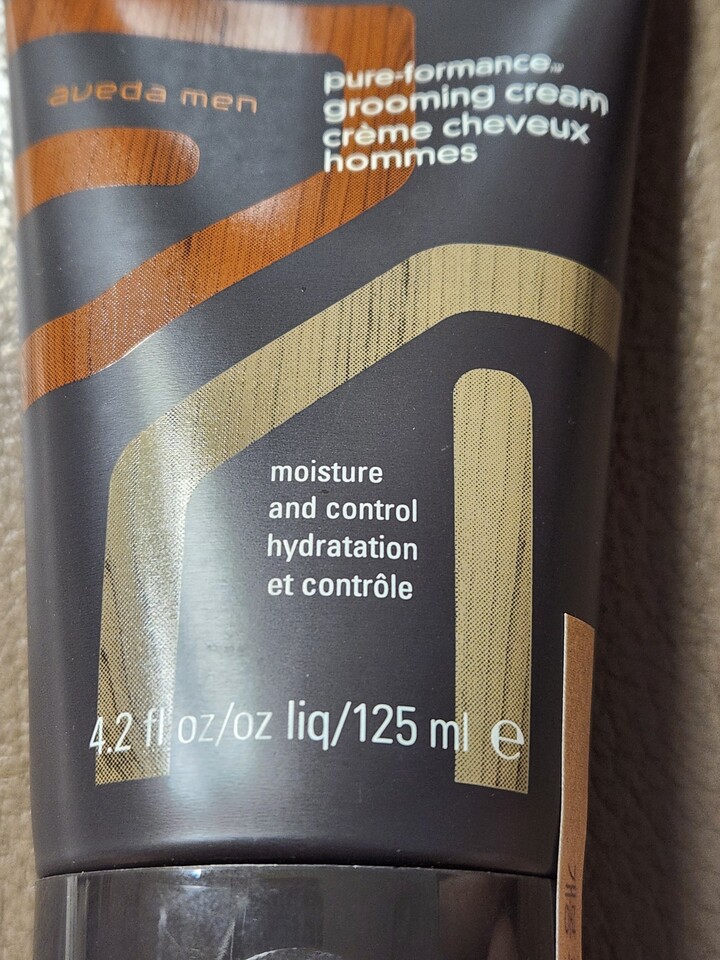 aveda men
pure-formance™
grooming cream
crème cheveux
hommes
moisture
and control
hydratation
et contrôle
4.2 fl oz/oz liq/125 ml e